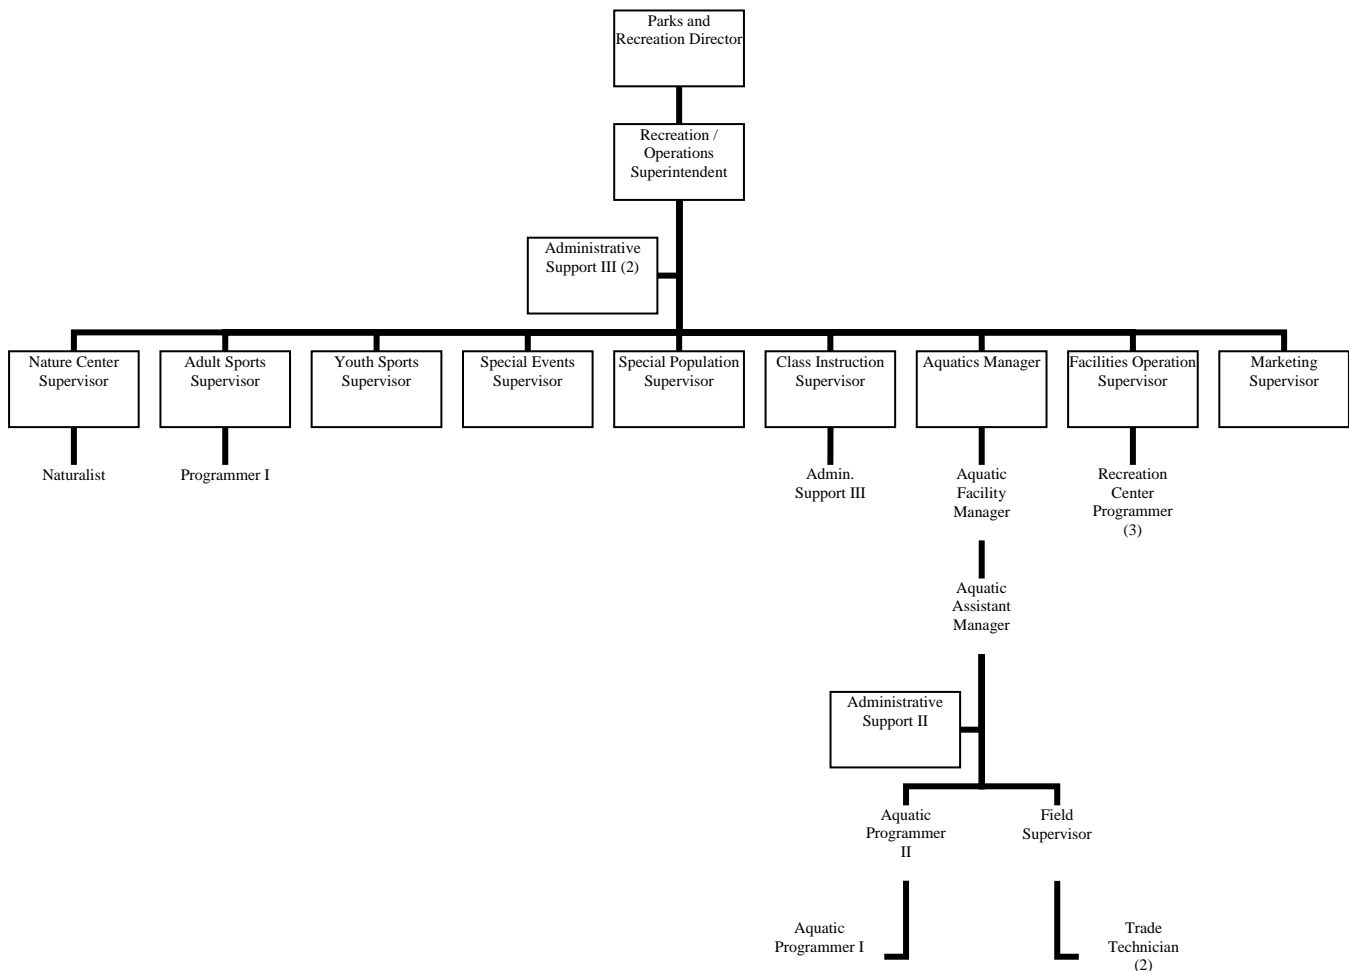 Parks and
Recreation Director
Recreation /
Operations
Superintendent
Administrative
Support III (2)
Nature Center
Supervisor
Adult Sports
Supervisor
Youth Sports
Supervisor
Special Events
Supervisor
Special Population
Supervisor
Class Instruction
Supervisor
Aquatics Manager
Facilities Operation
Supervisor
Marketing
Supervisor
Naturalist
Programmer I
Admin.
Support III
Aquatic
Facility
Manager
Recreation
Center
Programmer
(3)
Aquatic
Assistant
Manager
Administrative
Support II
Aquatic
Programmer
II
Field
Supervisor
Aquatic
Programmer I
Trade
Technician
(2)